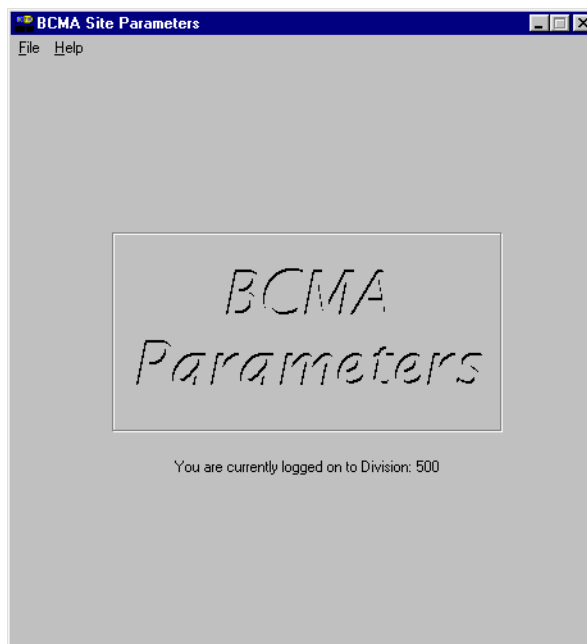 BCMA Site Parameters
File Help
BCMA
Parameters
You are currently logged on to Division: 500